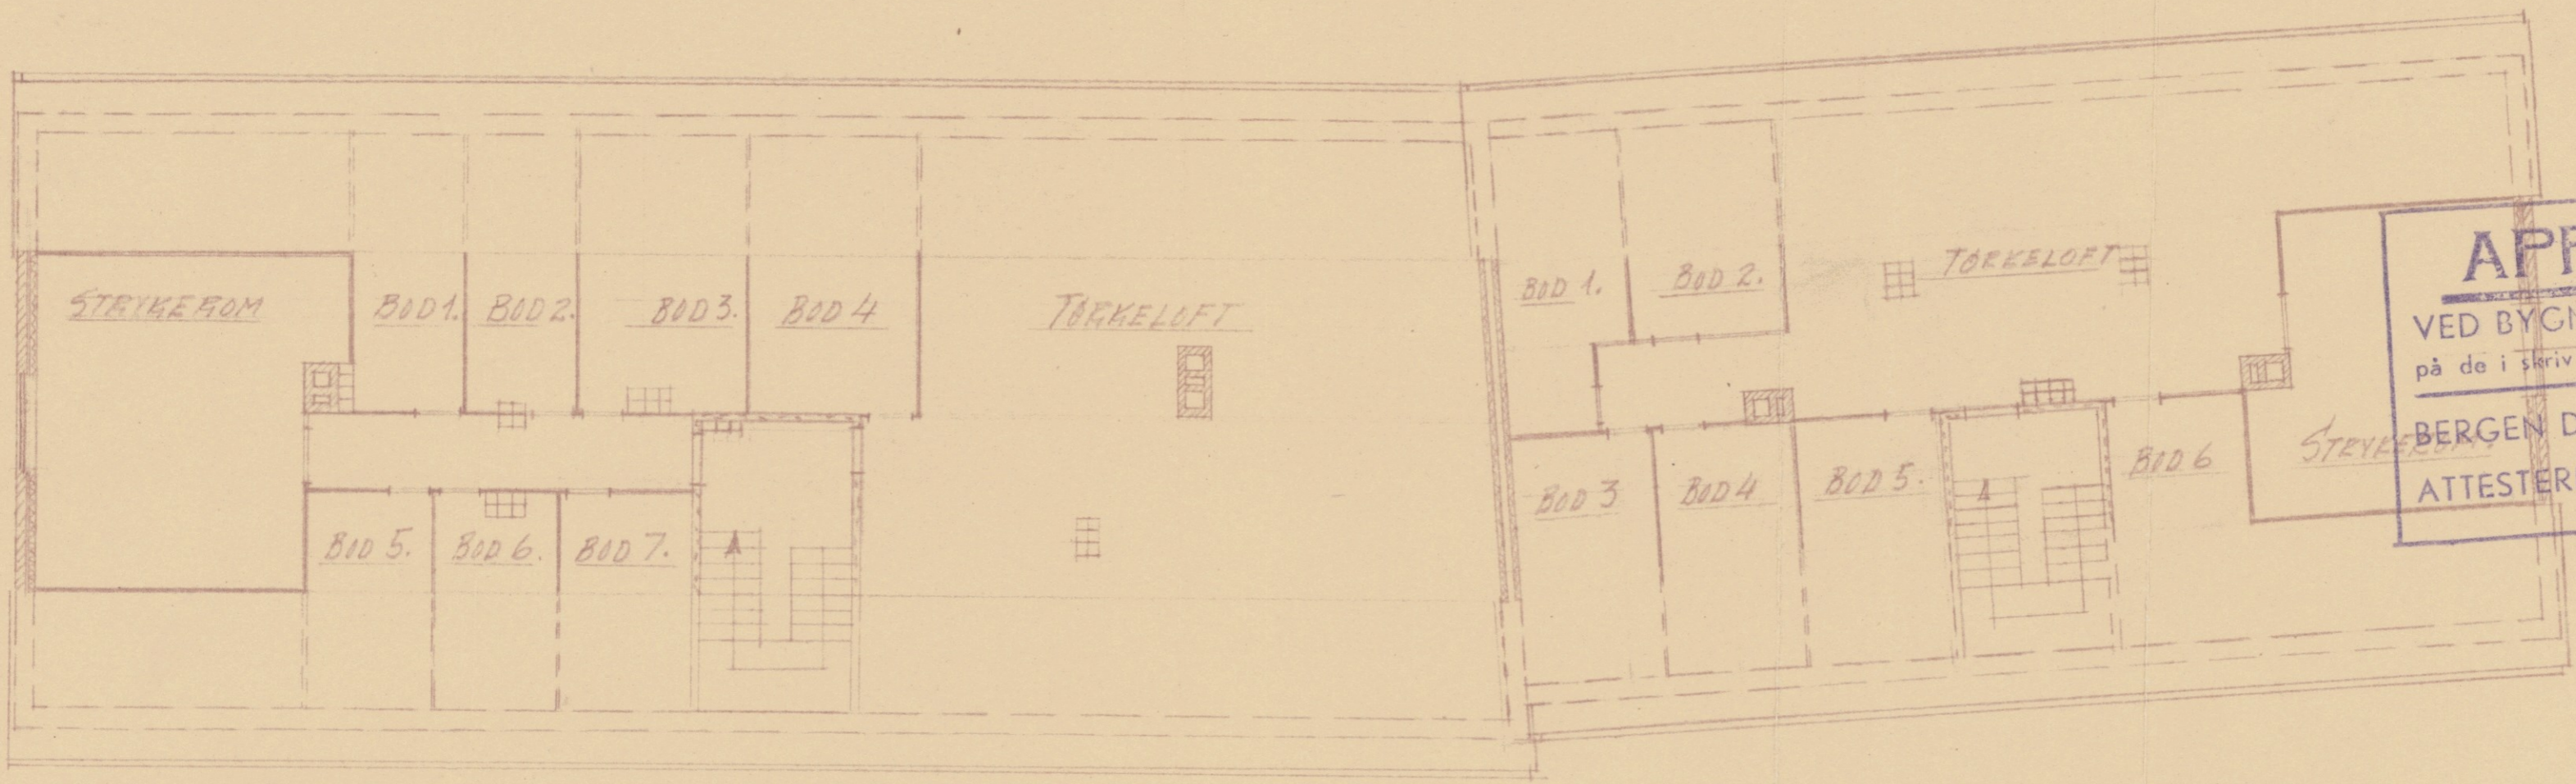 STRYKEROM
BOD 1.
BOD 2.
BOD 3.
BOD 4
TØRKELOFT
BOD 5.
BOD 6.
BOD 7.
BOD 1.
BOD 2.
TØRKELOFT
BOD 3
BOD 4
BOD 5.
BOD 6
STRYKEROM.
VED BYGN
på de i skriv
BERGEN D
ATTESTER